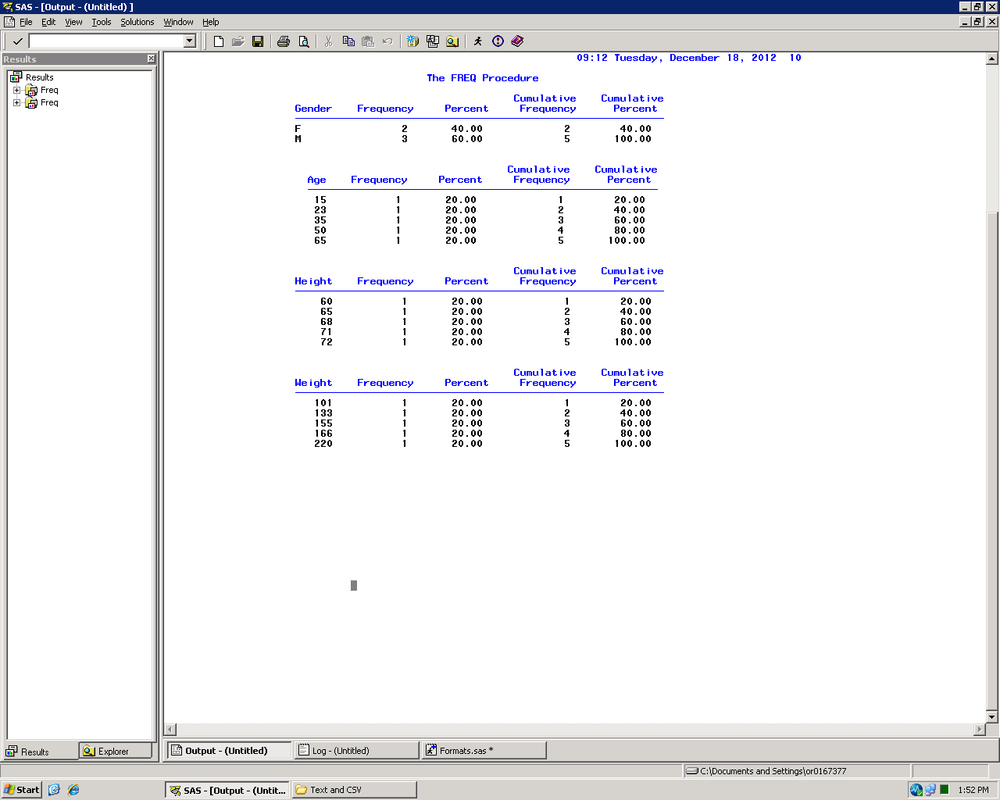 SAS - [Output - (Untitled) ]
File Edit View Tools Solutions Window Help
Results
Results
Freq
Freq
09:12 Tuesday, December 18, 2012 10
The FREQ Procedure
Cumulative Cumulative
Gender Frequency Percent Frequency Percent
F 2 40.00 2 40.00
M 3 60.00 5 100.00
Cumulative Cumulative
Age Frequency Percent Frequency Percent
15 1 20.00 1 20.00
23 1 20.00 2 40.00
35 1 20.00 3 60.00
50 1 20.00 4 80.00
65 1 20.00 5 100.00
Cumulative Cumulative
Height Frequency Percent Frequency Percent
60 1 20.00 1 20.00
65 1 20.00 2 40.00
68 1 20.00 3 60.00
71 1 20.00 4 80.00
72 1 20.00 5 100.00
Cumulative Cumulative
Weight Frequency Percent Frequency Percent
101 1 20.00 1 20.00
133 1 20.00 2 40.00
155 1 20.00 3 60.00
166 1 20.00 4 80.00
220 1 20.00 5 100.00
Results Explorer
Output - (Untitled) Log - (Untitled) Formats.sas *
C:\Documents and Settings\or0167377
Start SAS - [Output - (Untit... Text and CSV 1:52 PM